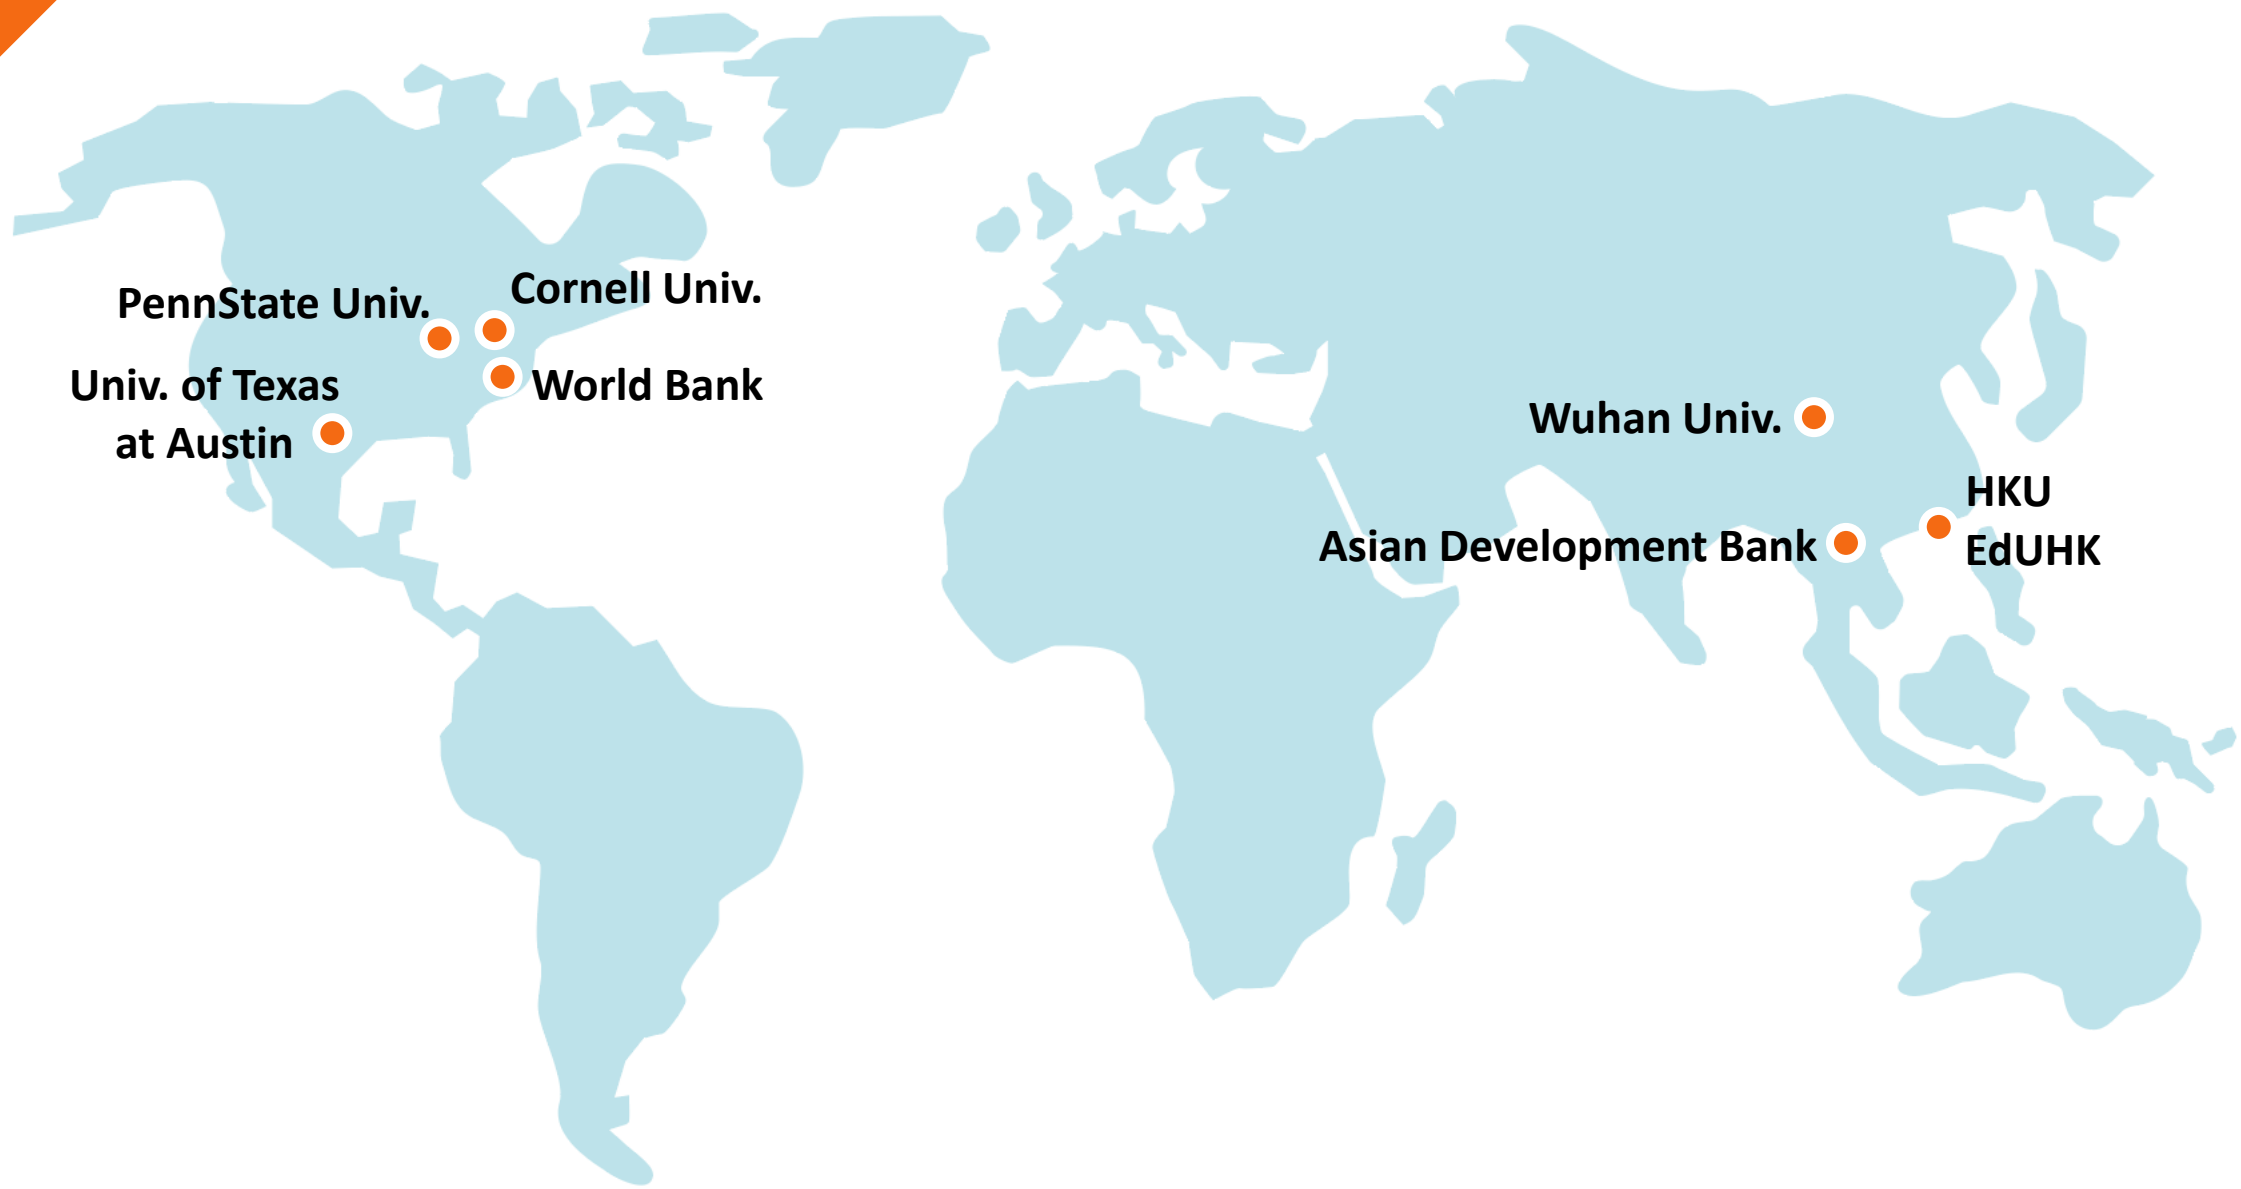 PennState Univ.
Cornell Univ.
Univ. of Texas
at Austin
World Bank
Wuhan Univ.
Asian Development Bank
HKU
EdUHK